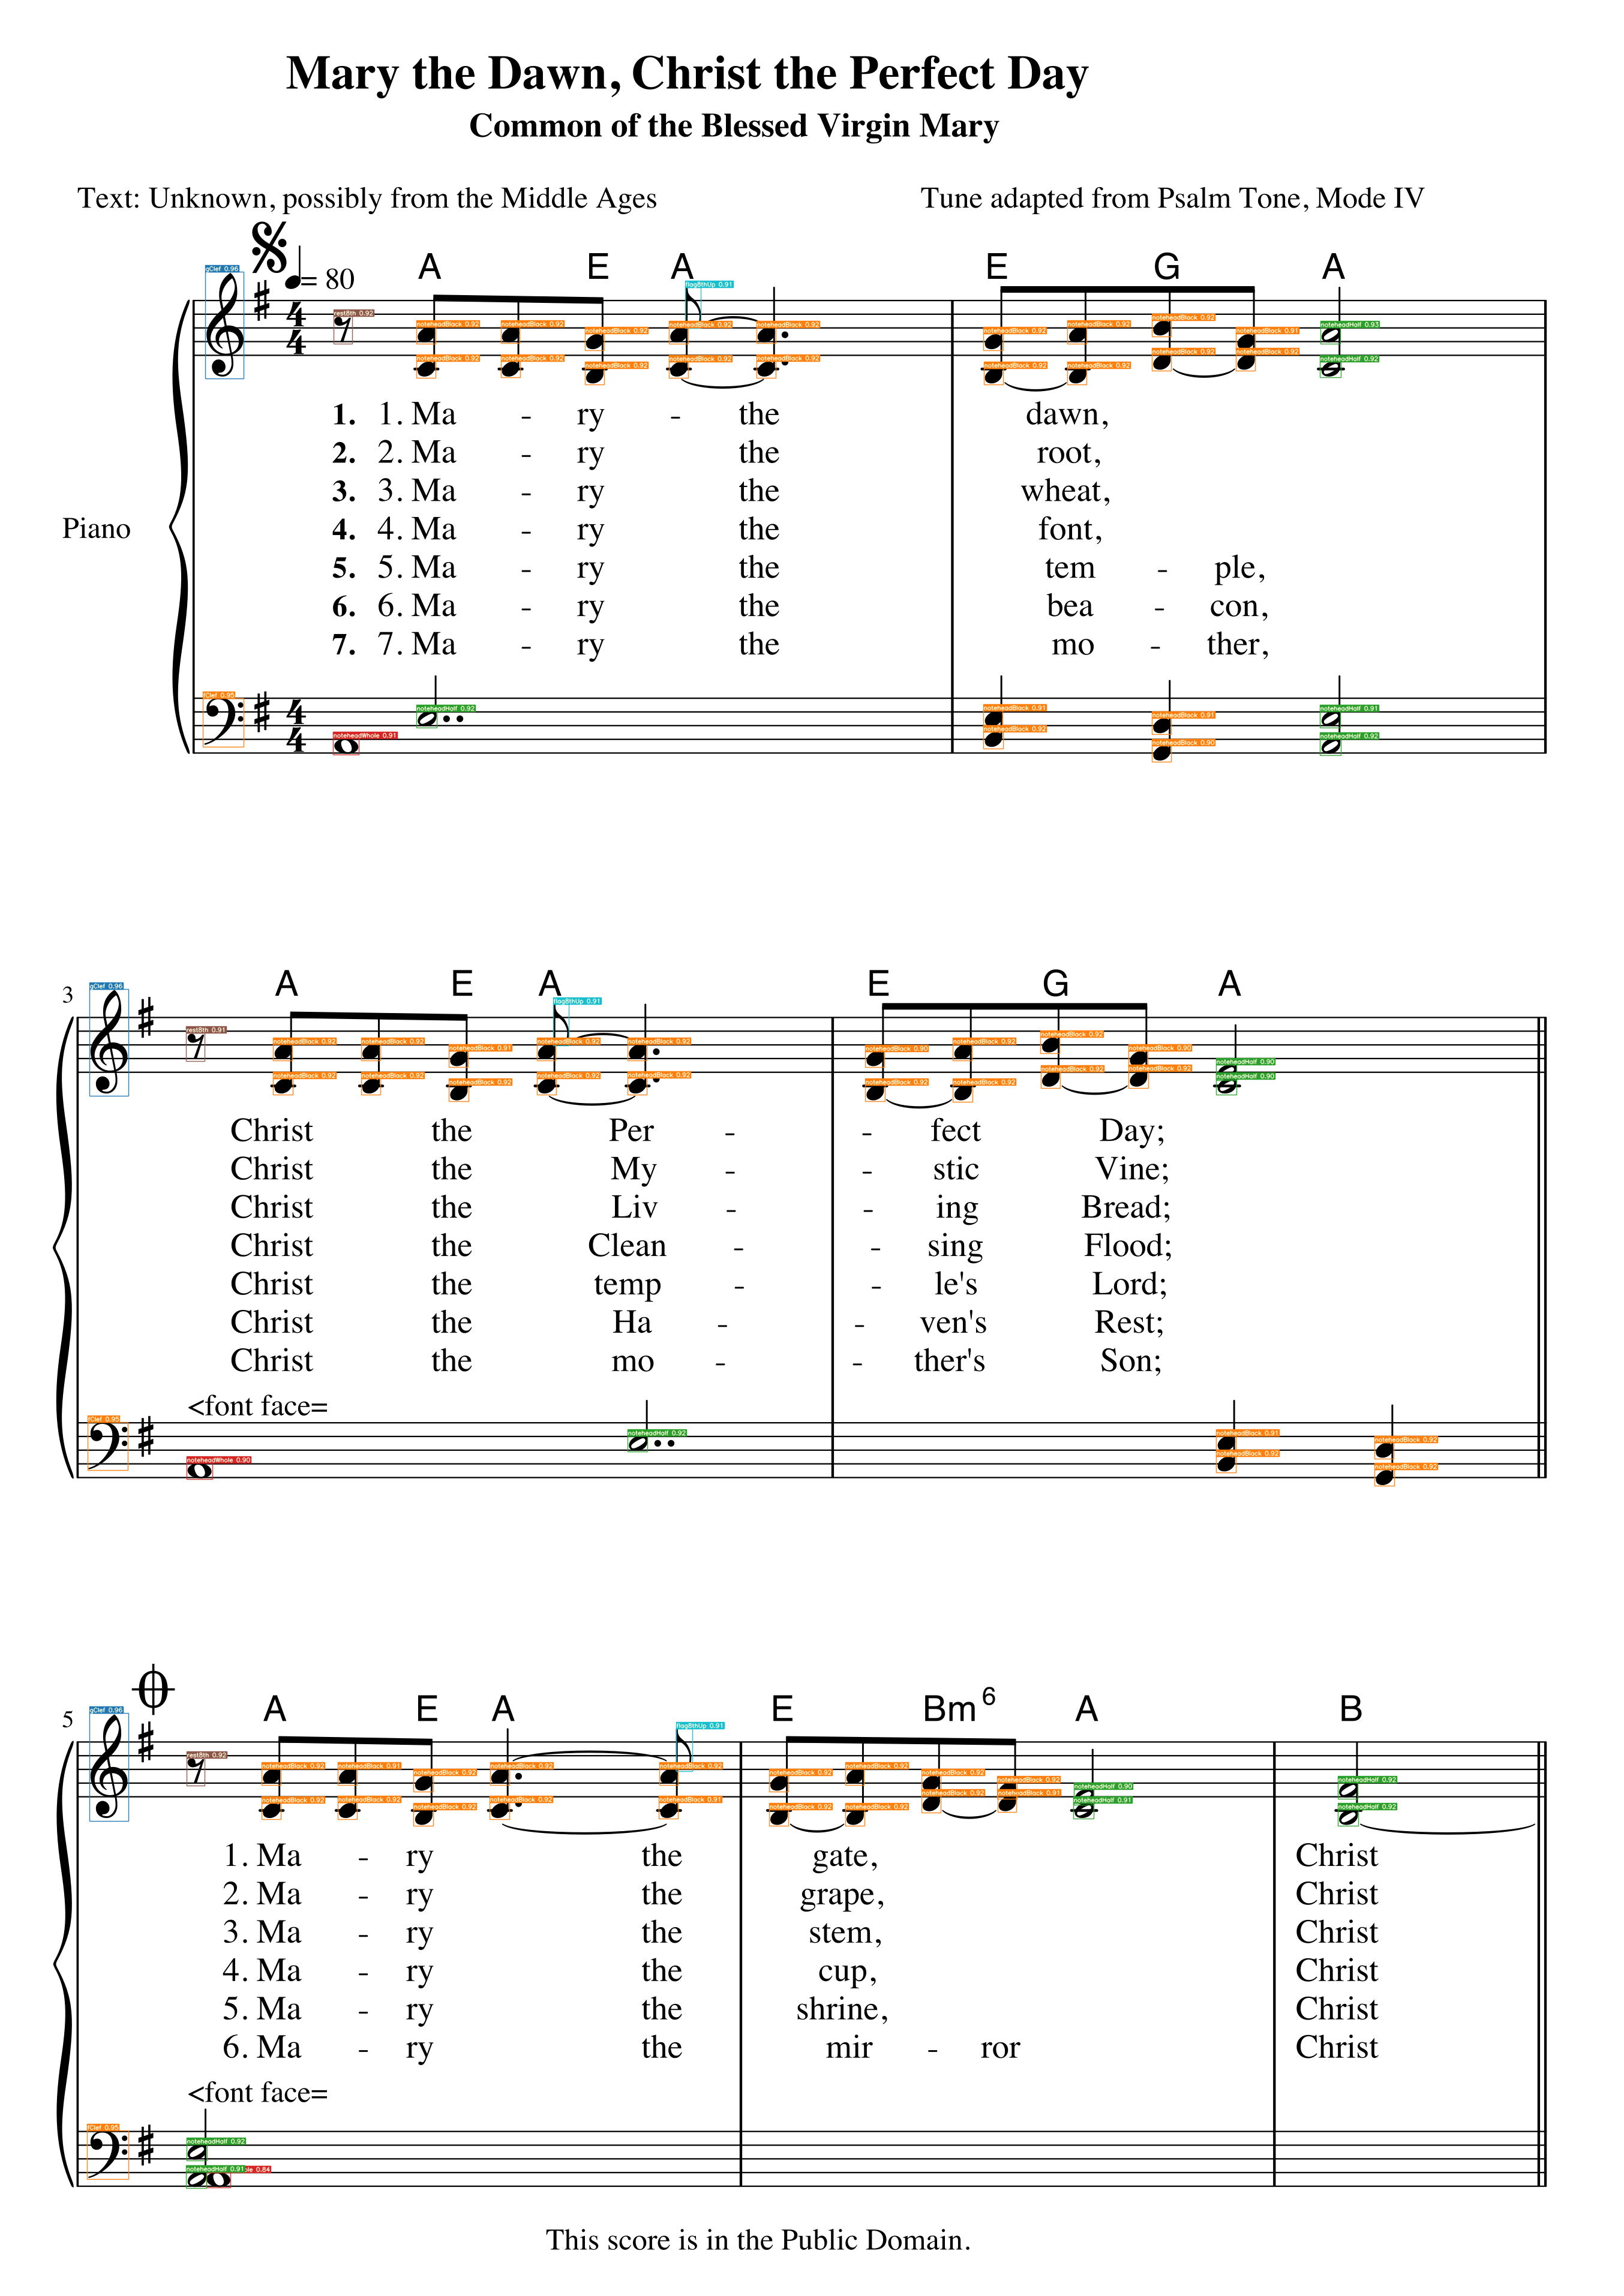 Mary the Dawn, Christ the Perfect Day
Common of the Blessed Virgin Mary
Text: Unknown, possibly from the Middle Ages
Tune adapted from Psalm Tone, Mode IV
= 80
A E A E G A
1. 1. Ma - ry - the dawn,
2. 2. Ma - ry the root,
3. 3. Ma - ry the wheat,
Piano
4. 4. Ma - ry the font,
5. 5. Ma - ry the tem - ple,
6. 6. Ma - ry the bea - con,
7. 7. Ma - ry the mo - ther,
3
A E A E G A
Christ the Per - - fect Day;
Christ the My - - stic Vine;
Christ the Liv - - ing Bread;
Christ the Clean - - sing Flood;
Christ the temp - - le's Lord;
Christ the Ha - - ven's Rest;
Christ the mo - - ther's Son;
<font face=
5
A E A E Bm6 A B
1. Ma - ry the gate, Christ
2. Ma - ry the grape, Christ
3. Ma - ry the stem, Christ
4. Ma - ry the cup, Christ
5. Ma - ry the shrine, Christ
6. Ma - ry the mir - ror Christ
<font face=
This score is in the Public Domain.